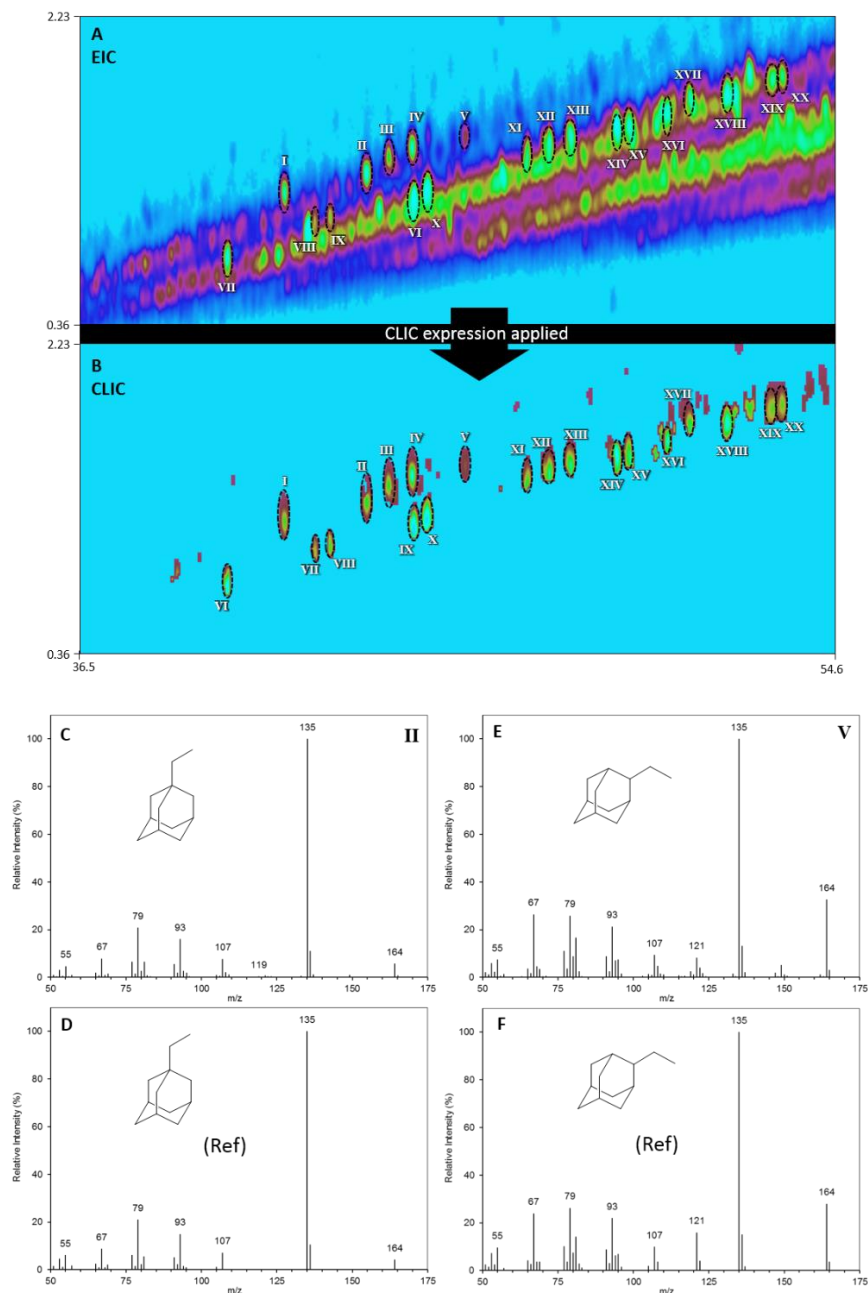 2.23
A
EIC
XVII
I
II
III
IV
V
XI
XII
XIII
XIV
XV
XVI
XVIII
XIX
XX
VIII
IX
VI
X
VII
0.36
CLIC expression applied
2.23
B
CLIC
XVII
I
II
III
IV
V
XI
XII
XIII
XIV
XV
XVI
XVIII
XIX
XX
IX
X
VII
VIII
VI
0.36
36.5
54.6
C
II
135
100
80
60
40
20
0
Relative Intensity (%)
55
67
79
93
107
119
164
50 75 100 125 150 175
m/z
E
V
135
100
80
60
40
20
0
Relative Intensity (%)
55
67
79
93
107
121
164
50 75 100 125 150 175
m/z
D
135
(Ref)
100
80
60
40
20
0
Relative Intensity (%)
55
67
79
93
107
164
50 75 100 125 150 175
m/z
F
135
(Ref)
100
80
60
40
20
0
Relative Intensity (%)
55
67
79
93
107
121
164
50 75 100 125 150 175
m/z